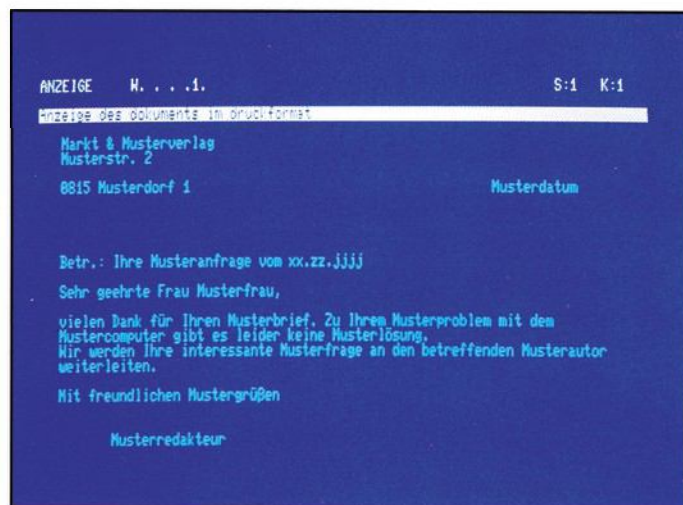 ANZEIGE W. . . .1. S:1 K:1
Anzeige des dokuments im druckformat
Markt & Musterverlag
Musterstr. 2
0815 Musterdorf 1 Musterdatum
Betr.: Ihre Musteranfrage vom xx.zz.jjjj
Sehr geehrte Frau Musterfrau,
vielen Dank für Ihren Musterbrief. Zu Ihrem Musterproblem mit dem
Mustercomputer gibt es leider keine Musterlösung.
Wir werden Ihre interessante Musterfrage an den betreffenden Musterautor
weiterleiten.
Mit freundlichen Mustergrüßen
Musterredakteur